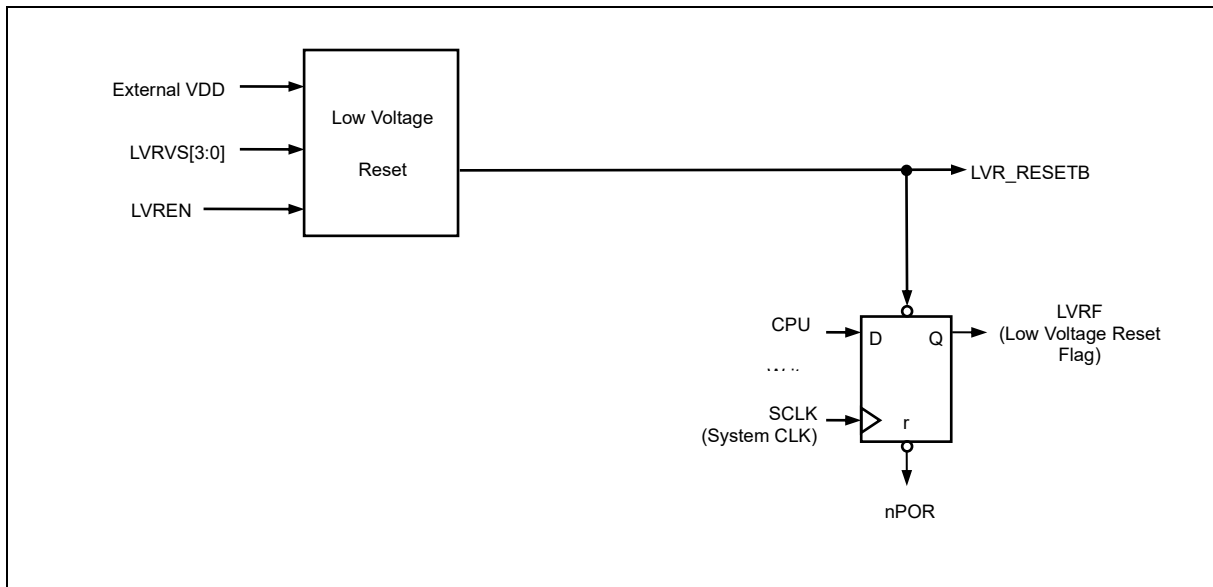 External VDD
LVRVS[3:0]
LVREN
Low Voltage
Reset
LVR_RESETB
CPU
D
Q
LVRF
(Low Voltage Reset
Flag)
SCLK
(System CLK)
r
nPOR